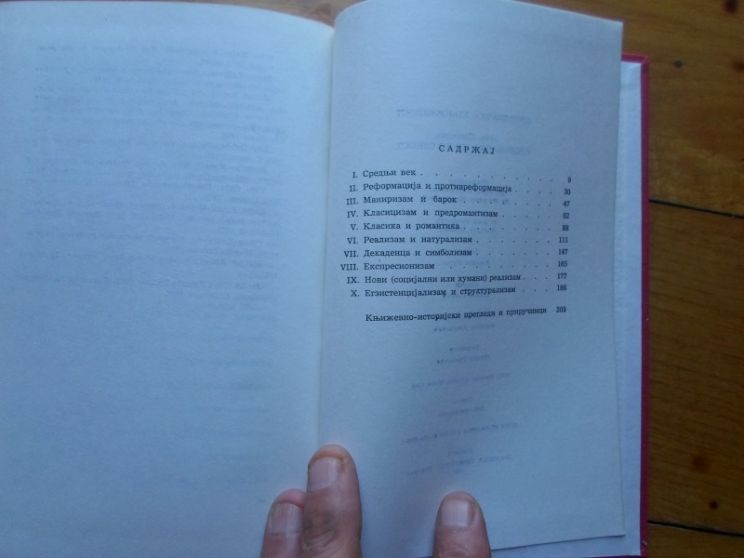 САДРЖАЈ
I. Средњи век . . . . . . . . . . . 9
II. Реформација и противреформација . . . . 30
III. Маниризам и барок . . . . . . . . . 47
IV. Класицизам и предромантизам . . . . . 62
V. Класика и романтика . . . . . . . . 88
VI. Реализам и натурализам . . . . . . . 111
VII. Декаденца и симболизам . . . . . . . 147
VIII. Експресионизам . . . . . . . . . 165
IX. Нови (социјални или хумани) реализам . . . 177
X. Егзистенцијализам и структурализам . . . 188
Књижевно-историјски прегледи и приручници 205